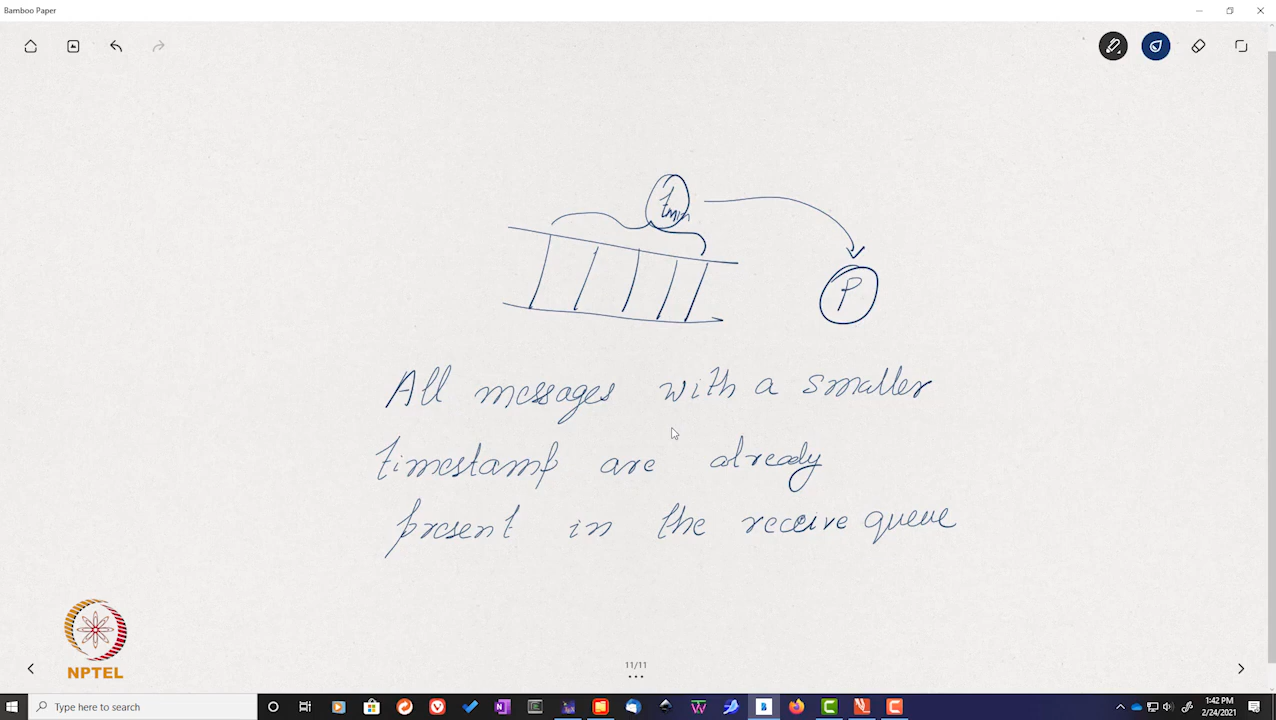 Bamboo Paper
tmin
P
All messages with a smaller
timestamp are already
present in the receive queue
NPTEL
11/11
Type here to search
1:42 PM
2/24/2021